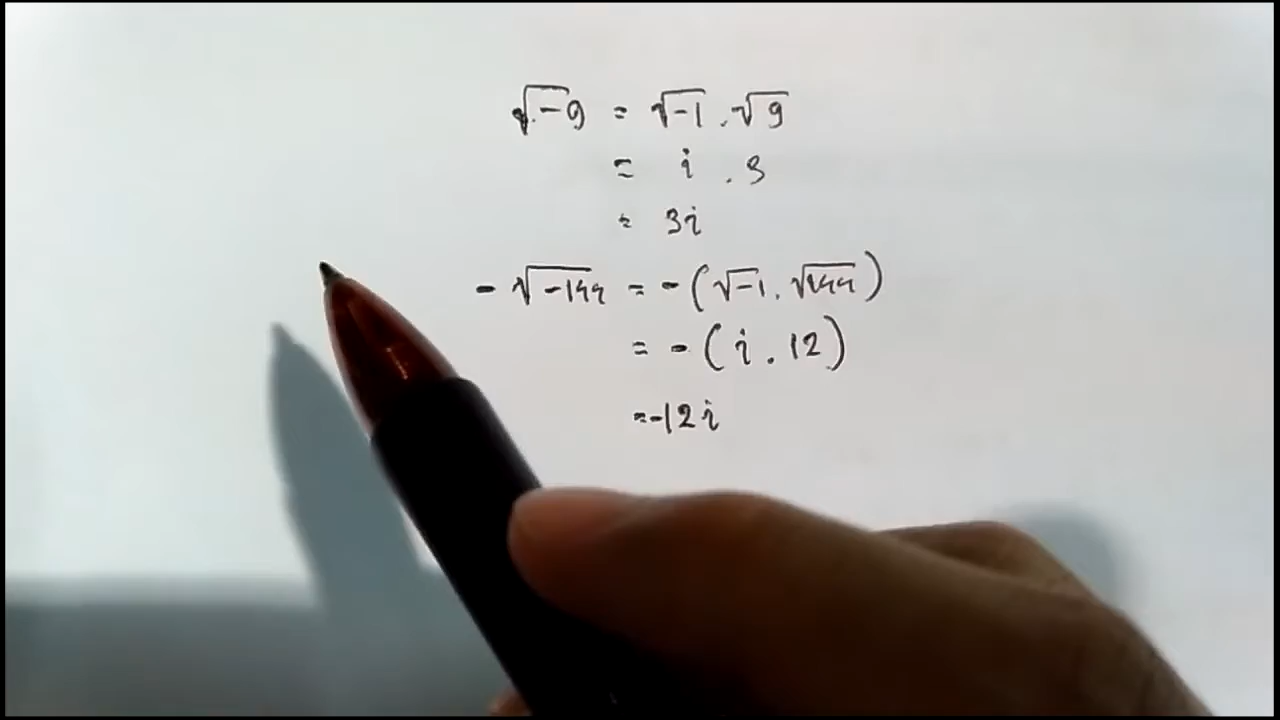 √-9 = √-1 . √9
= i . 3
= 3i
- √-144 = - (√-1 . √144)
= - (i . 12)
= -12i